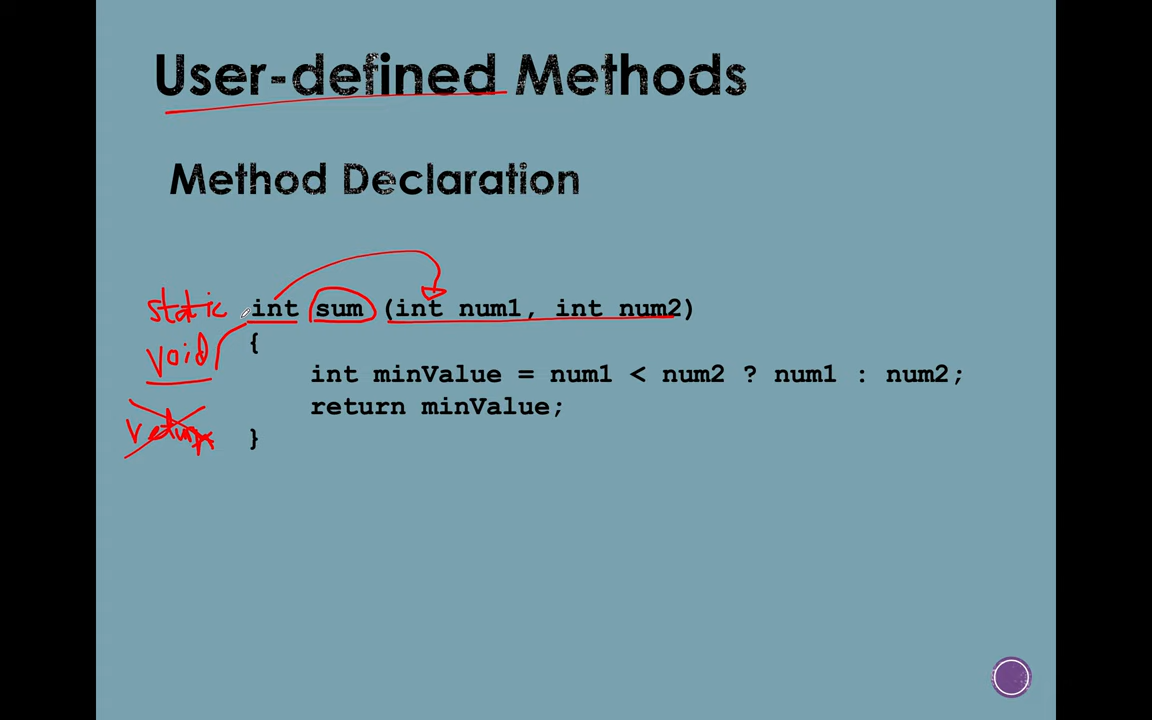 User-defined Methods
Method Declaration
static int sum (int num1, int num2)
void {
int minValue = num1 < num2 ? num1 : num2;
return minValue;
return }